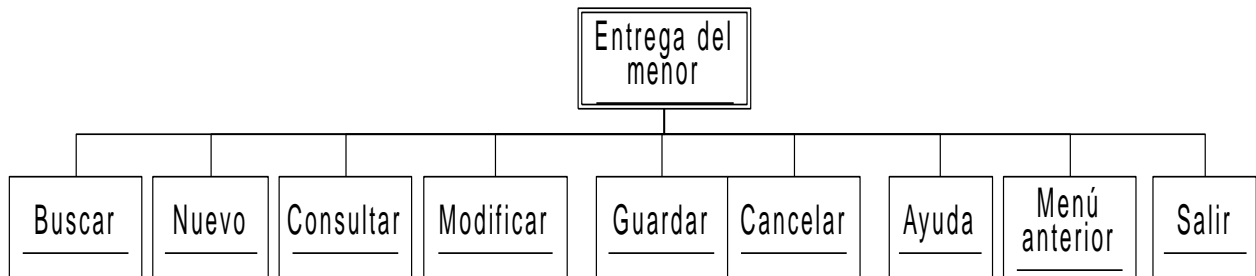 Entrega del
menor
Buscar
Nuevo
Consultar
Modificar
Guardar
Cancelar
Ayuda
Menú
anterior
Salir